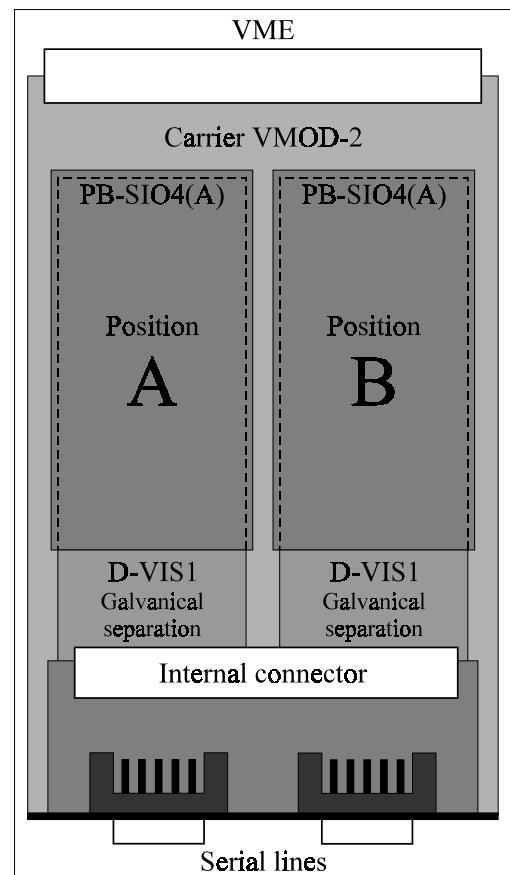 VME
Carrier VMOD-2
PB-SIO4(A) PB-SIO4(A)
Position Position
A B
D-VIS1 D-VIS1
Galvanical Galvanical
separation separation
Internal connector
Serial lines